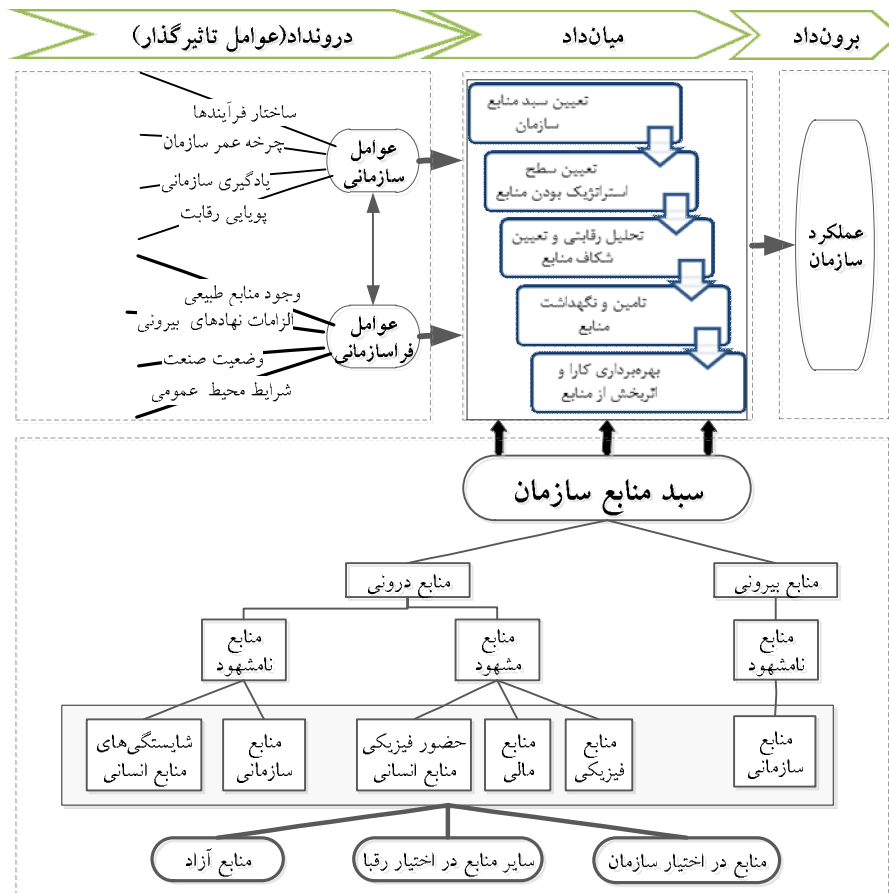 درونداد(عوامل تاثیرگذار)
میان‌داد
برون‌داد
ساختار فرآیندها
چرخه عمر سازمان
یادگیری سازمانی
پویایی رقابت
عوامل
سازمانی
وجود منابع طبیعی
الزامات نهادهای بیرونی
وضعیت صنعت
شرایط محیط عمومی
عوامل
فراسازمانی
تعیین سبد منابع
سازمان
تعیین سطح
استراتژیک بودن منابع
تحلیل رقابتی و تعیین
شکاف منابع
تامین و نگهداشت
منابع
بهره‌برداری کارا و
اثربخش از منابع
عملکرد
سازمان
سبد منابع سازمان
منابع بیرونی
منابع درونی
منابع
نامشهود
منابع
مشهود
منابع
نامشهود
منابع
سازمانی
منابع
فیزیکی
منابع
مالی
حضور فیزیکی
منابع انسانی
منابع
سازمانی
شایستگی‌های
منابع انسانی
منابع در اختیار سازمان
سایر منابع در اختیار رقبا
منابع آزاد